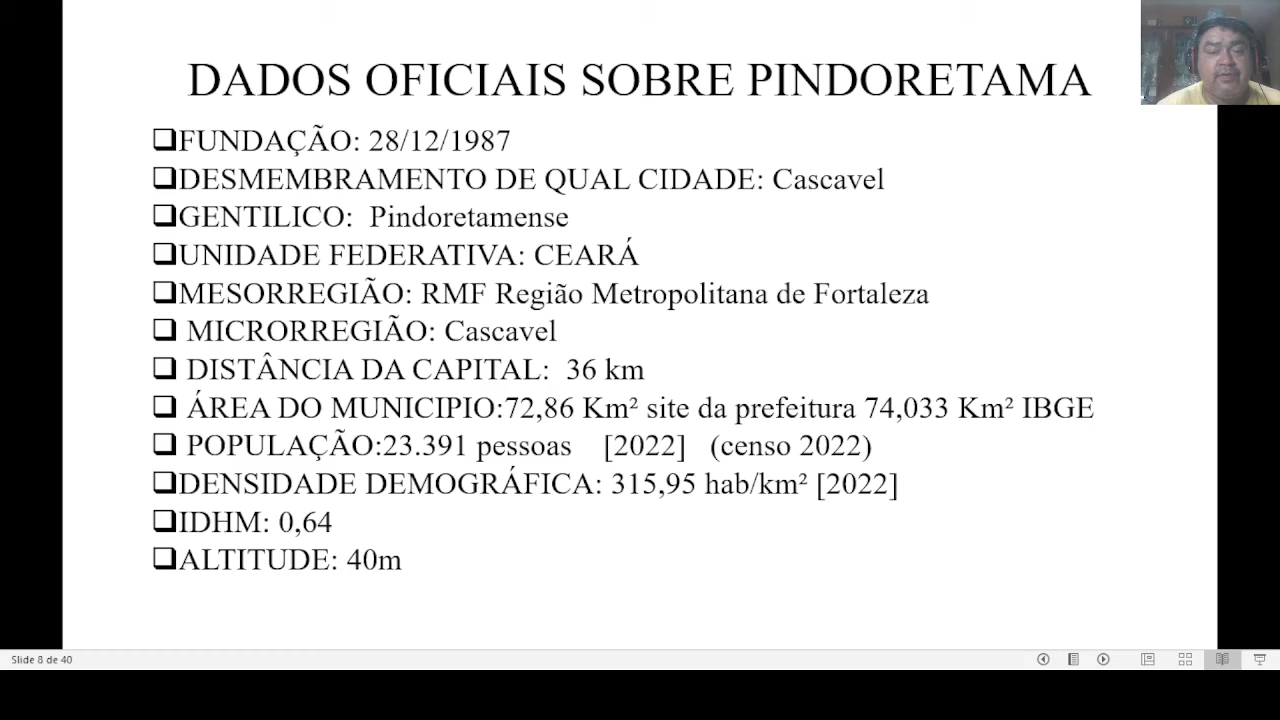 DADOS OFICIAIS SOBRE PINDORETAMA
FUNDAÇÃO: 28/12/1987
DESMEMBRAMENTO DE QUAL CIDADE: Cascavel
GENTILICO:  Pindoretamense
UNIDADE FEDERATIVA: CEARÁ
MESORREGIÃO: RMF Região Metropolitana de Fortaleza
MICRORREGIÃO: Cascavel
DISTÂNCIA DA CAPITAL:  36 km
ÁREA DO MUNICIPIO:72,86 Km² site da prefeitura 74,033 Km² IBGE
POPULAÇÃO:23.391 pessoas    [2022]   (censo 2022)
DENSIDADE DEMOGRÁFICA: 315,95 hab/km² [2022]
IDHM: 0,64
ALTITUDE: 40m
Slide 8 de 40